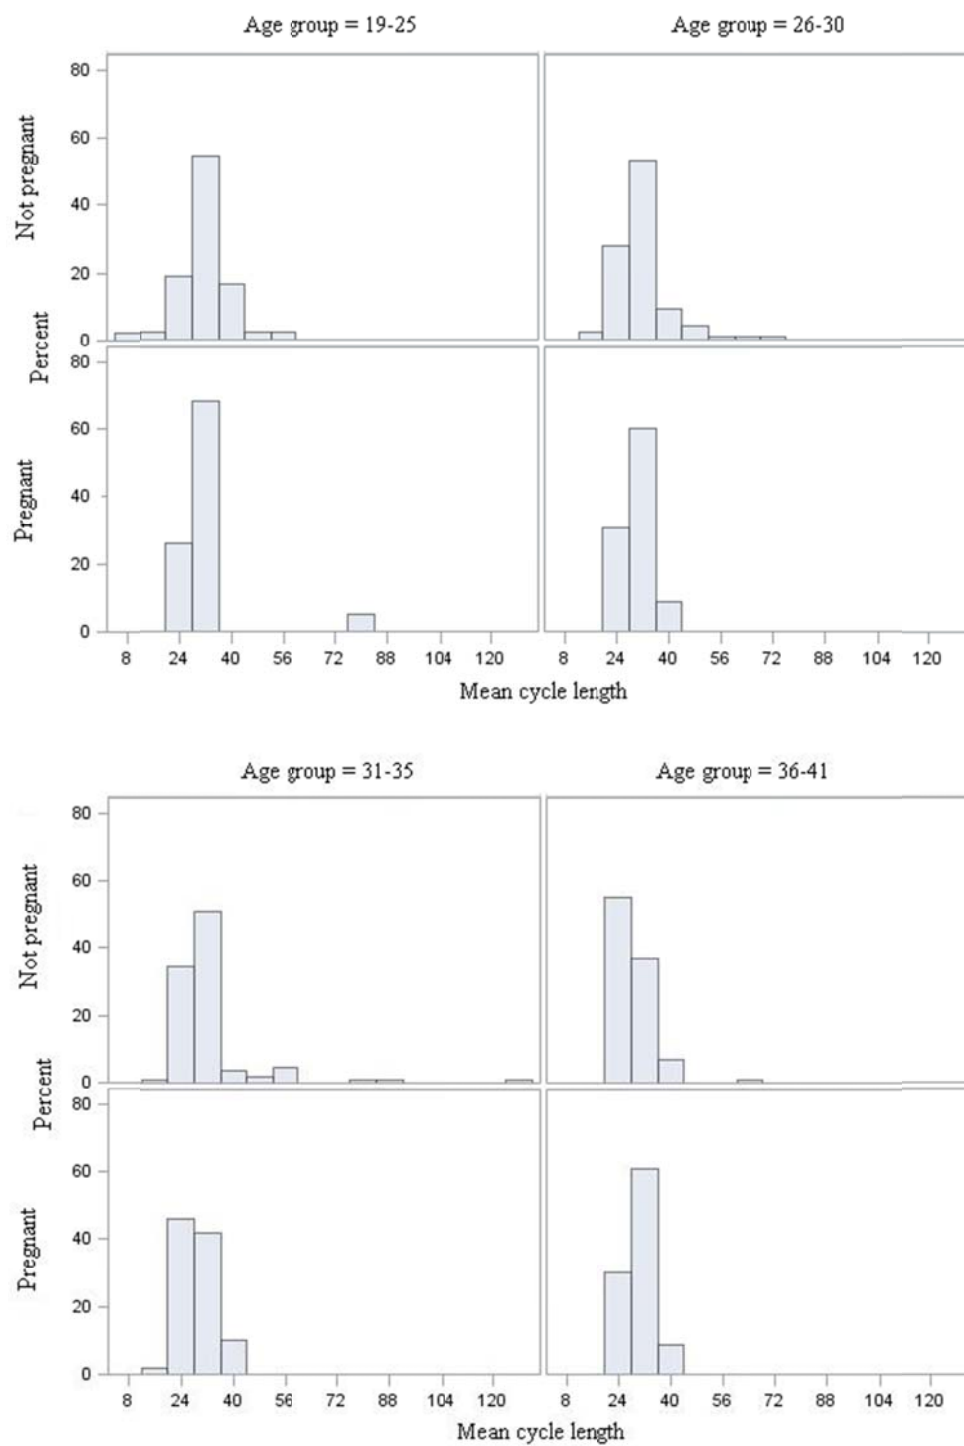 Age group = 19-25
Age group = 26-30
Not pregnant
Percent
Pregnant
80
60
40
20
0
80
60
40
20
0
8 24 40 56 72 88 104 120
8 24 40 56 72 88 104 120
Mean cycle length
Age group = 31-35
Age group = 36-41
Not pregnant
Percent
Pregnant
80
60
40
20
0
80
60
40
20
0
8 24 40 56 72 88 104 120
8 24 40 56 72 88 104 120
Mean cycle length